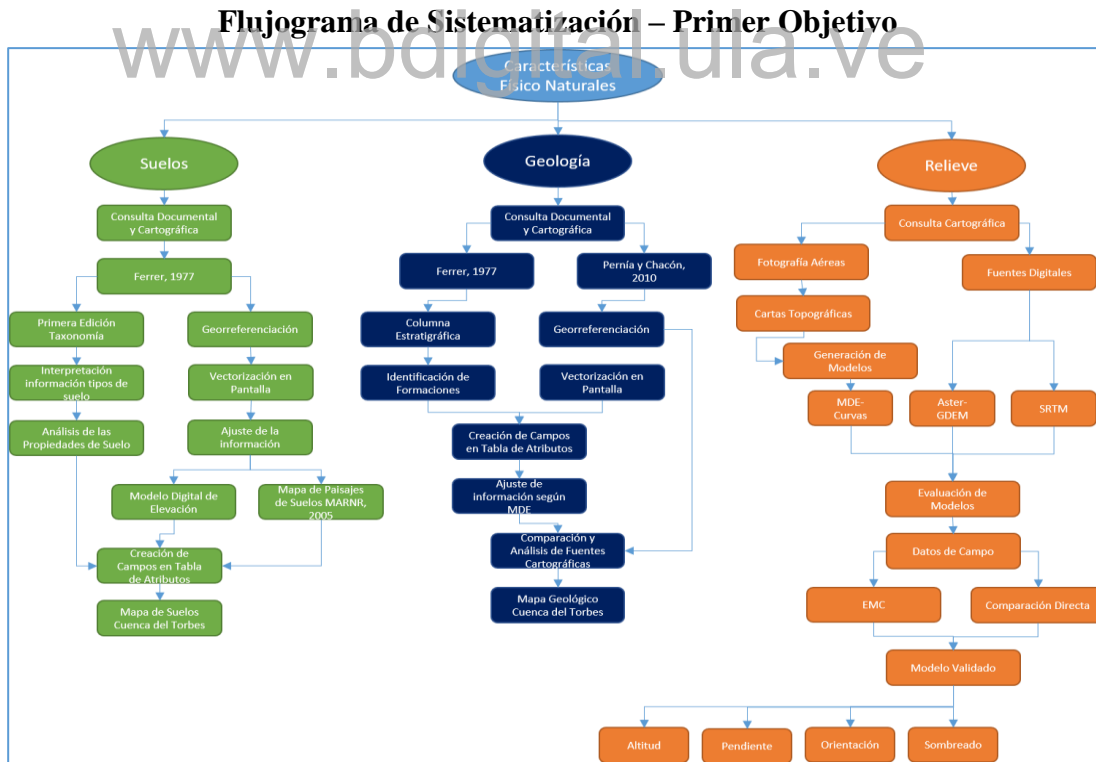 Flujograma de Sistematización – Primer Objetivo
www.bdigital.ula.ve
Características
Físico Naturales
Suelos
Consulta Documental
y Cartográfica
Ferrer, 1977
Primera Edición
Taxonomía
Georreferenciación
Interpretación
información tipos de
suelo
Vectorización en
Pantalla
Análisis de las
Propiedades de Suelo
Ajuste de la
información
Modelo Digital de
Elevación
Mapa de Paisajes
de Suelos MARNR,
2005
Creación de
Campos en Tabla
de Atributos
Mapa de Suelos
Cuenca del Torbes
Geología
Consulta Documental
y Cartográfica
Ferrer, 1977
Pernía y Chacón,
2010
Columna
Estratigráfica
Georreferenciación
Identificación de
Formaciones
Vectorización en
Pantalla
Creación de Campos
en Tabla de Atributos
Ajuste de
información según
MDE
Comparación y
Análisis de Fuentes
Cartográficas
Mapa Geológico
Cuenca del Torbes
Relieve
Consulta Cartográfica
Fotografía Aéreas
Fuentes Digitales
Cartas Topográficas
Generación de
Modelos
MDE-
Curvas
Aster-
GDEM
SRTM
Evaluación de
Modelos
Datos de Campo
EMC
Comparación Directa
Modelo Validado
Altitud
Pendiente
Orientación
Sombreado